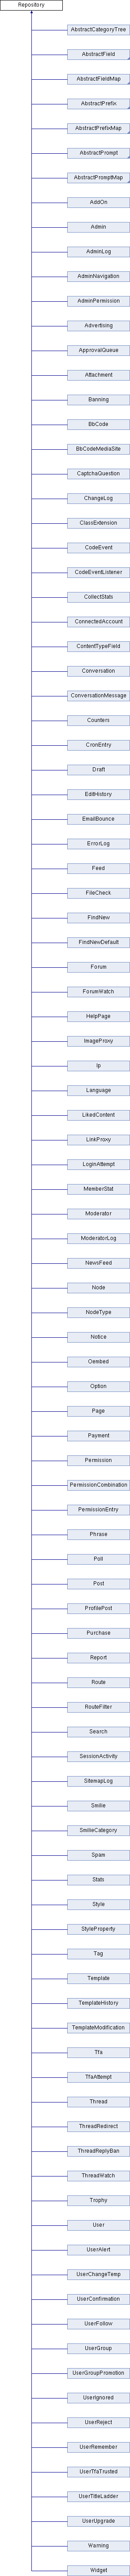 Repository
AbstractCategoryTree
AbstractField
AbstractFieldMap
AbstractPrefix
AbstractPrefixMap
AbstractPrompt
AbstractPromptMap
AddOn
Admin
AdminLog
AdminNavigation
AdminPermission
Advertising
ApprovalQueue
Attachment
Banning
BbCode
BbCodeMediaSite
CaptchaQuestion
ChangeLog
ClassExtension
CodeEvent
CodeEventListener
CollectStats
ConnectedAccount
ContentTypeField
Conversation
ConversationMessage
Counters
CronEntry
Draft
EditHistory
EmailBounce
ErrorLog
Feed
FileCheck
FindNew
FindNewDefault
Forum
ForumWatch
HelpPage
ImageProxy
Ip
Language
LikedContent
LinkProxy
LoginAttempt
MemberStat
Moderator
ModeratorLog
NewsFeed
Node
NodeType
Notice
Oembed
Option
Page
Payment
Permission
PermissionCombination
PermissionEntry
Phrase
Poll
Post
ProfilePost
Purchase
Report
Route
RouteFilter
Search
SessionActivity
SitemapLog
Smilie
SmilieCategory
Spam
Stats
Style
StyleProperty
Tag
Template
TemplateHistory
TemplateModification
Tfa
TfaAttempt
Thread
ThreadRedirect
ThreadReplyBan
ThreadWatch
Trophy
User
UserAlert
UserChangeTemp
UserConfirmation
UserFollow
UserGroup
UserGroupPromotion
UserIgnored
UserReject
UserRemember
UserTfaTrusted
UserTitleLadder
UserUpgrade
Warning
Widget